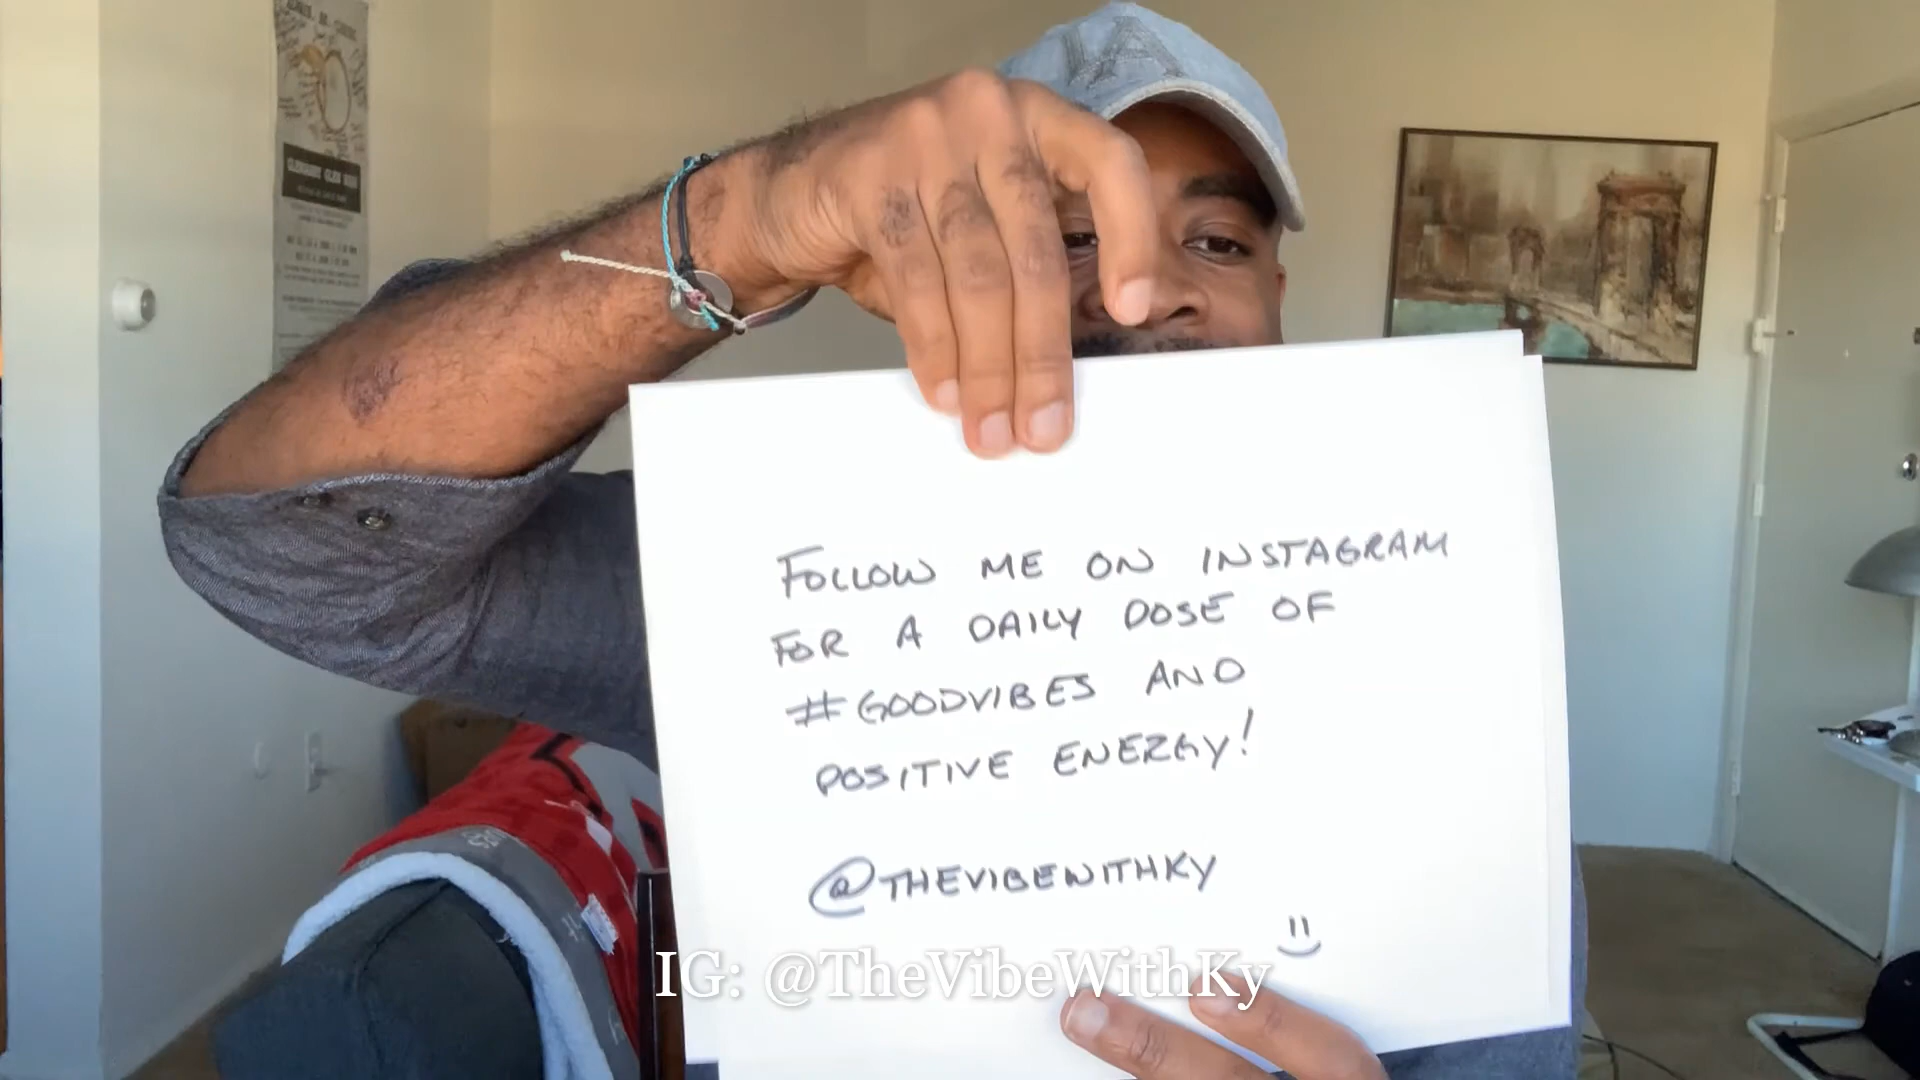 FOLLOW ME ON INSTAGRAM
FOR A DAILY DOSE OF
#GOODVIBES AND
POSITIVE ENERGY!
@THEVIBEWITHKY
IG: @TheVibeWithKy